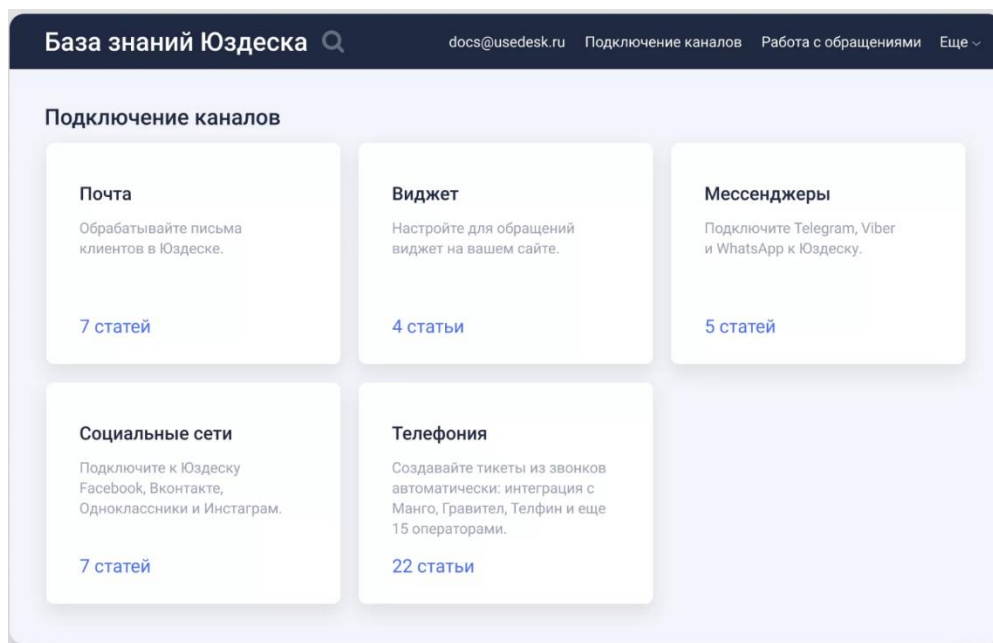 База знаний Юздеска
docs@usedesk.ru Подключение каналов Работа с обращениями Еще
Подключение каналов
Почта
Обрабатывайте письма
клиентов в Юздеске.
7 статей
Виджет
Настройте для обращений
виджет на вашем сайте.
4 статьи
Мессенджеры
Подключите Telegram, Viber
и WhatsApp к Юздеску.
5 статей
Социальные сети
Подключите к Юздеску
Facebook, Вконтакте,
Одноклассники и Инстаграм.
7 статей
Телефония
Создавайте тикеты из звонков
автоматически: интеграция с
Манго, Гравител, Телфин и еще
15 операторами.
22 статьи